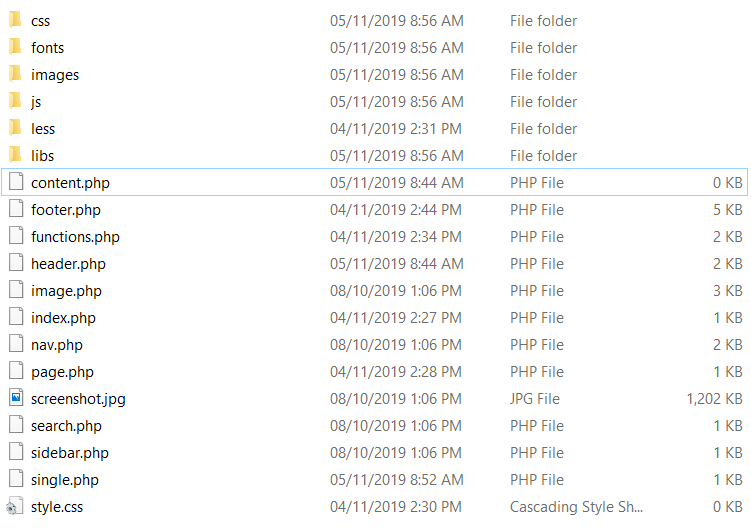 css 05/11/2019 8:56 AM File folder
fonts 05/11/2019 8:56 AM File folder
images 05/11/2019 8:56 AM File folder
js 05/11/2019 8:56 AM File folder
less 04/11/2019 2:31 PM File folder
libs 05/11/2019 8:56 AM File folder
content.php 05/11/2019 8:44 AM PHP File 0 KB
footer.php 04/11/2019 2:44 PM PHP File 5 KB
functions.php 04/11/2019 2:34 PM PHP File 2 KB
header.php 05/11/2019 8:44 AM PHP File 2 KB
image.php 08/10/2019 1:06 PM PHP File 3 KB
index.php 04/11/2019 2:27 PM PHP File 1 KB
nav.php 08/10/2019 1:06 PM PHP File 2 KB
page.php 04/11/2019 2:28 PM PHP File 1 KB
screenshot.jpg 08/10/2019 1:06 PM JPG File 1,202 KB
search.php 08/10/2019 1:06 PM PHP File 1 KB
sidebar.php 08/10/2019 1:06 PM PHP File 1 KB
single.php 05/11/2019 8:52 AM PHP File 1 KB
style.css 04/11/2019 2:30 PM Cascading Style Sh... 0 KB